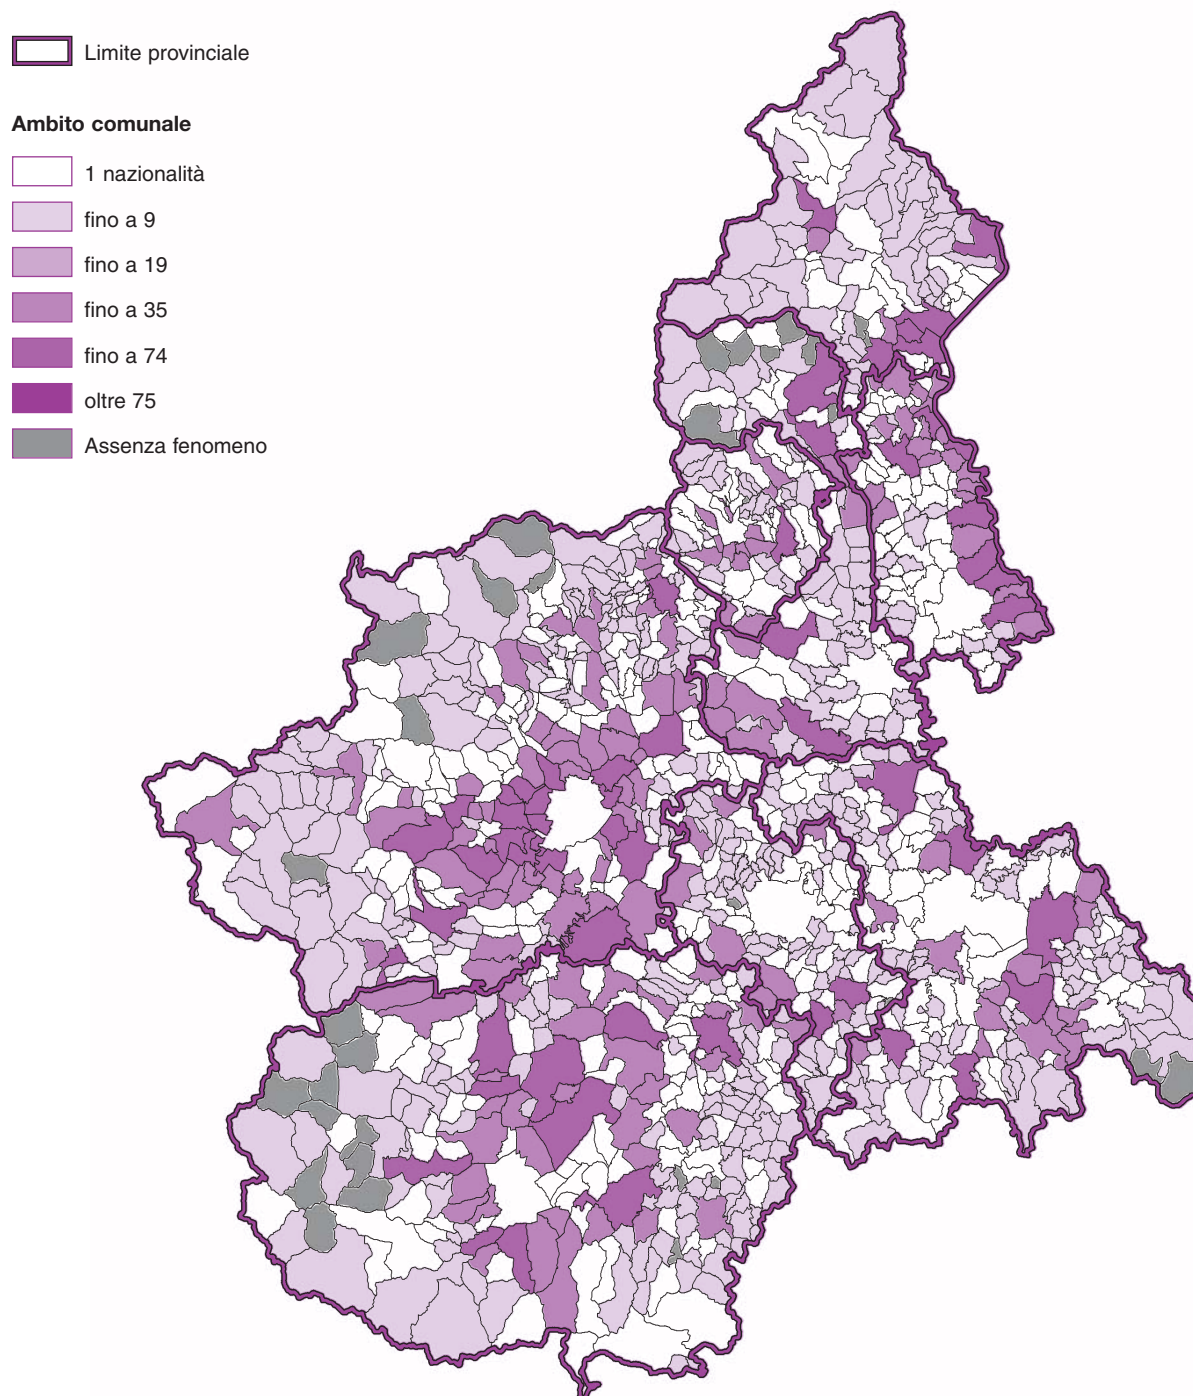 Limite provinciale
Ambito comunale
1 nazionalità
fino a 9
fino a 19
fino a 35
fino a 74
oltre 75
Assenza fenomeno